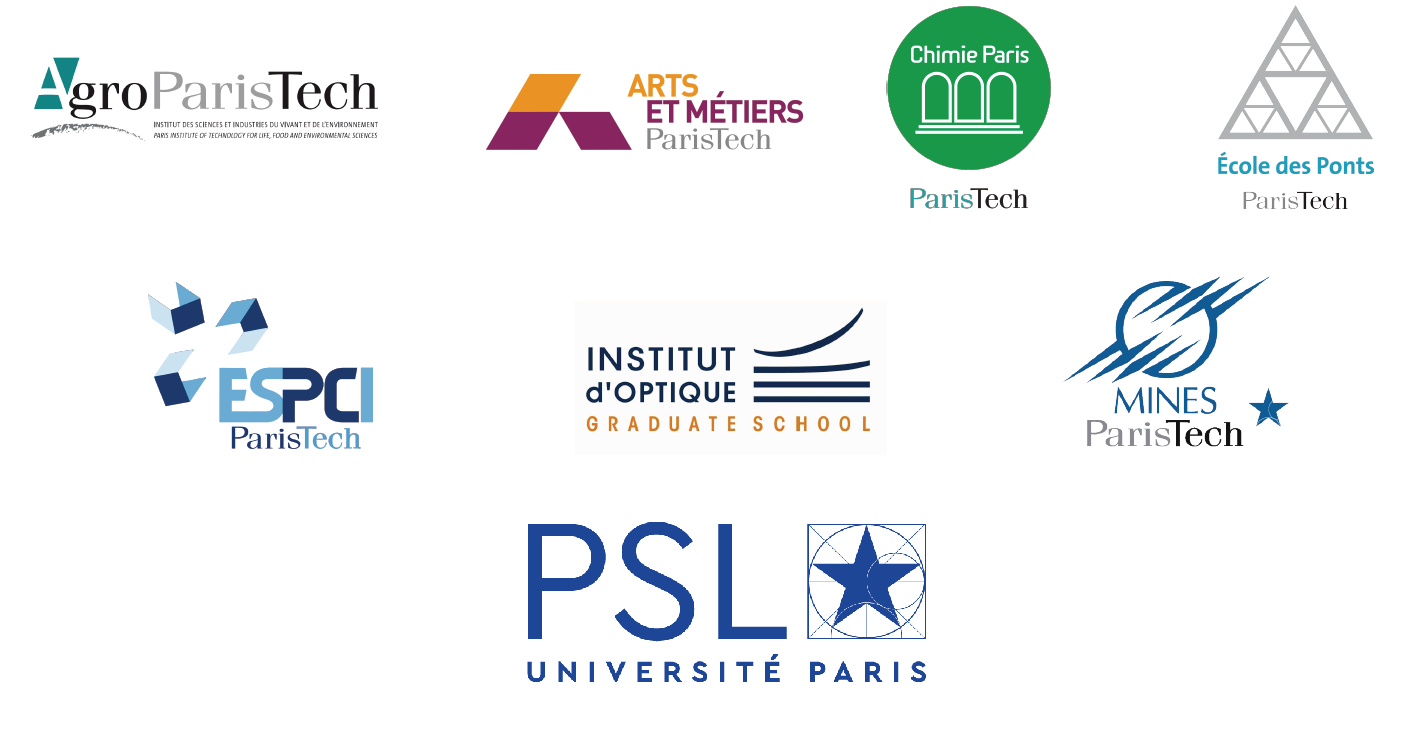 AgroParisTech
INSTITUT DES SCIENCES ET INDUSTRIES DU VIVANT ET DE L'ENVIRONNEMENT
PARIS INSTITUTE OF TECHNOLOGY FOR LIFE, FOOD AND ENVIRONMENTAL SCIENCES
ARTS
ET MÉTIERS
ParisTech
Chimie Paris
ParisTech
École des Ponts
ParisTech
ESPCI
ParisTech
INSTITUT
d'OPTIQUE
GRADUATE SCHOOL
MINES
ParisTech
PSL
UNIVERSITÉ PARIS